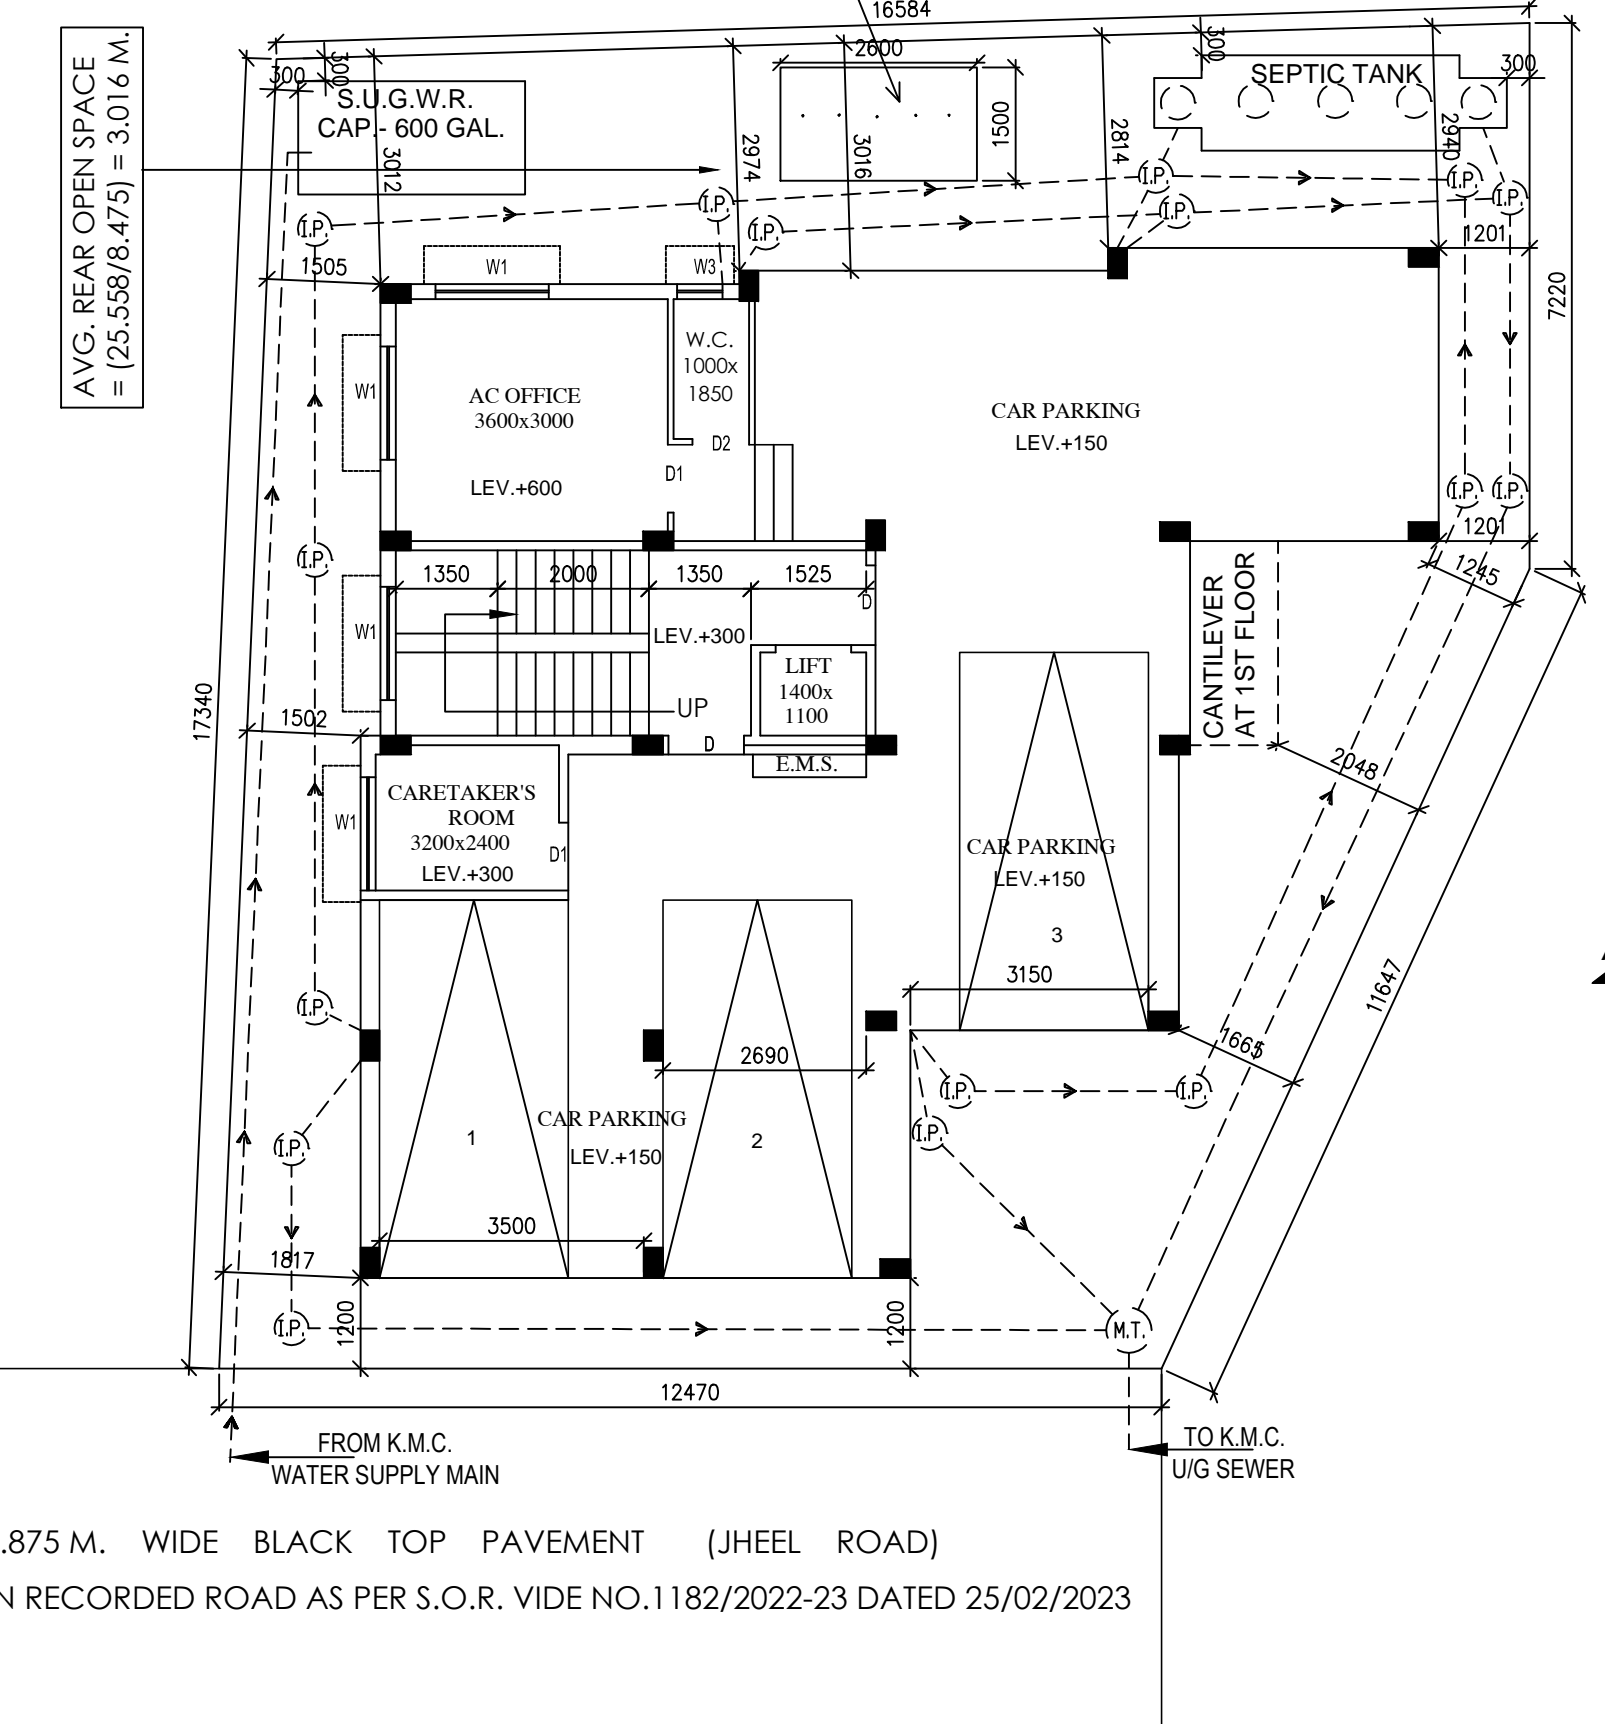 16584
AVG. REAR OPEN SPACE
= (25.558/8.475) = 3.016 M.
300
300
S.U.G.W.R.
CAP.- 600 GAL.
3012
2974
2600
1500
3016
2814
300
SEPTIC TANK
300
2940
I.P.
I.P.
I.P.
I.P.
I.P.
I.P.
I.P.
1505
W1
W3
1201
7220
W1
AC OFFICE
3600x3000
LEV.+600
W.C.
1000x
1850
D2
D1
CAR PARKING
LEV.+150
I.P.
I.P.
1201
I.P.
1350
2000
1350
1525
D
1245
W1
LEV.+300
LIFT
1400x
1100
UP
D
E.M.S.
CANTILEVER
AT 1ST FLOOR
17340
1502
2048
W1
CARETAKER'S
ROOM
3200x2400
LEV.+300
D1
CAR PARKING
LEV.+150
3
3150
11647
I.P.
2690
1665
I.P.
I.P.
I.P.
I.P.
1
CAR PARKING
LEV.+150
2
3500
1817
I.P.
1200
1200
M.T.
12470
FROM K.M.C.
WATER SUPPLY MAIN
TO K.M.C.
U/G SEWER
.875 M. WIDE BLACK TOP PAVEMENT (JHEEL ROAD)
N RECORDED ROAD AS PER S.O.R. VIDE NO.1182/2022-23 DATED 25/02/2023